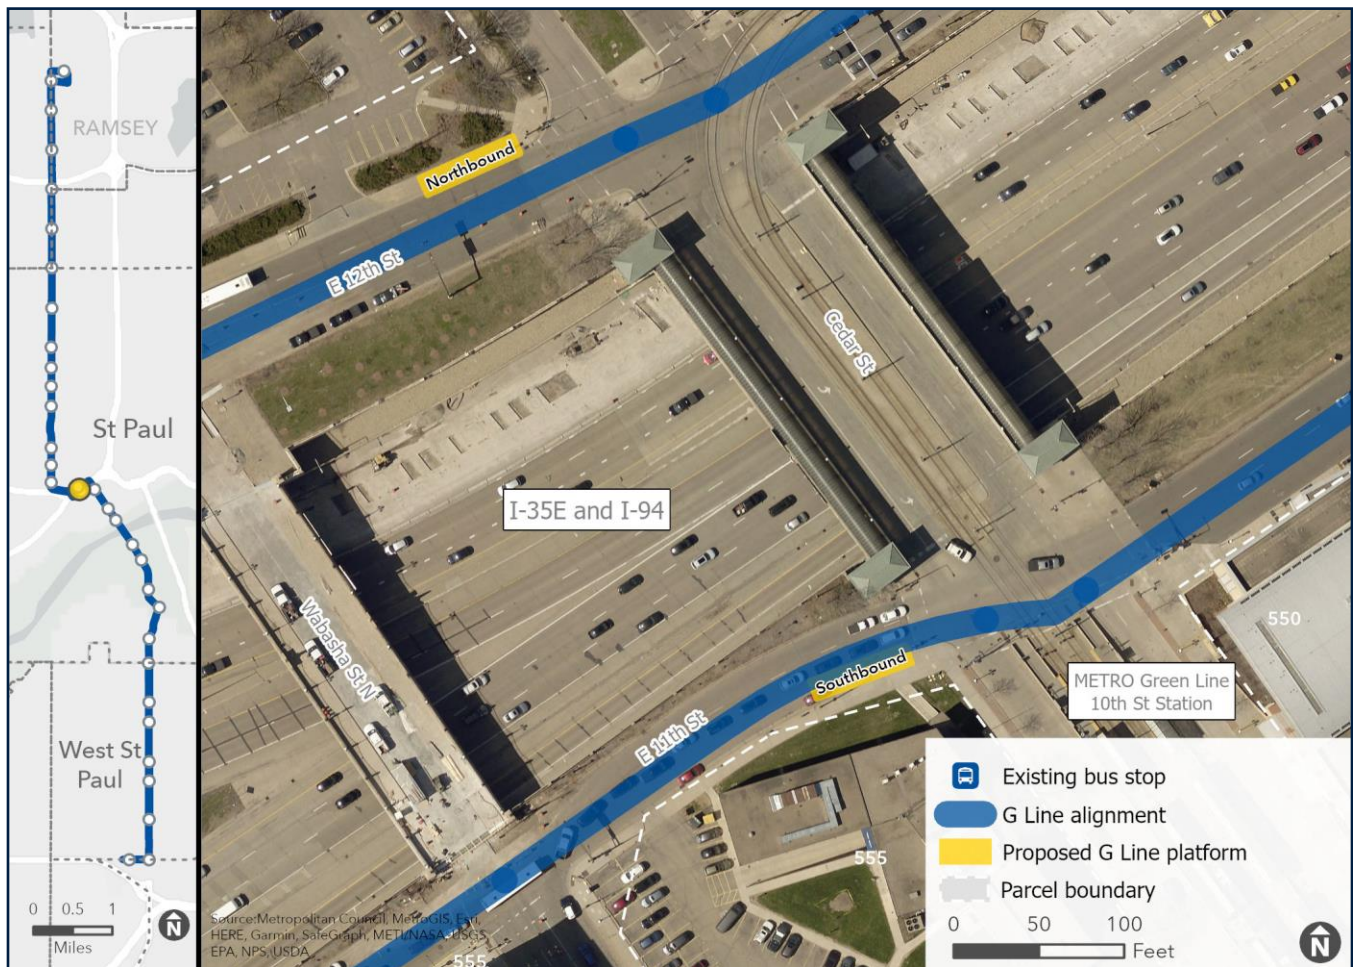 RAMSEY
St Paul
West St
Paul
0 0.5 1
Miles
N
Northbound
E 12th St
Cedar St
I-35E and I-94
Wabasha St N
Southbound
E 11th St
550
METRO Green Line
10th St Station
555
555
Source:Metropolitan Council, MetroGIS, Esri,
HERE, Garmin, SafeGraph, METI/NASA, USGS,
EPA, NPS, USDA
Existing bus stop
G Line alignment
Proposed G Line platform
Parcel boundary
0 50 100
Feet
N